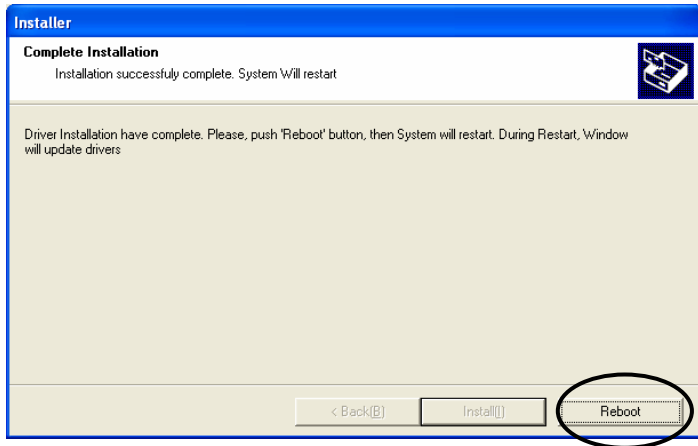 Installer
Complete Installation
Installation successfuly complete. System Will restart
Driver Installation have complete. Please, push 'Reboot' button, then System will restart. During Restart, Window
will update drivers
< Back(B)
Install(I)
Reboot